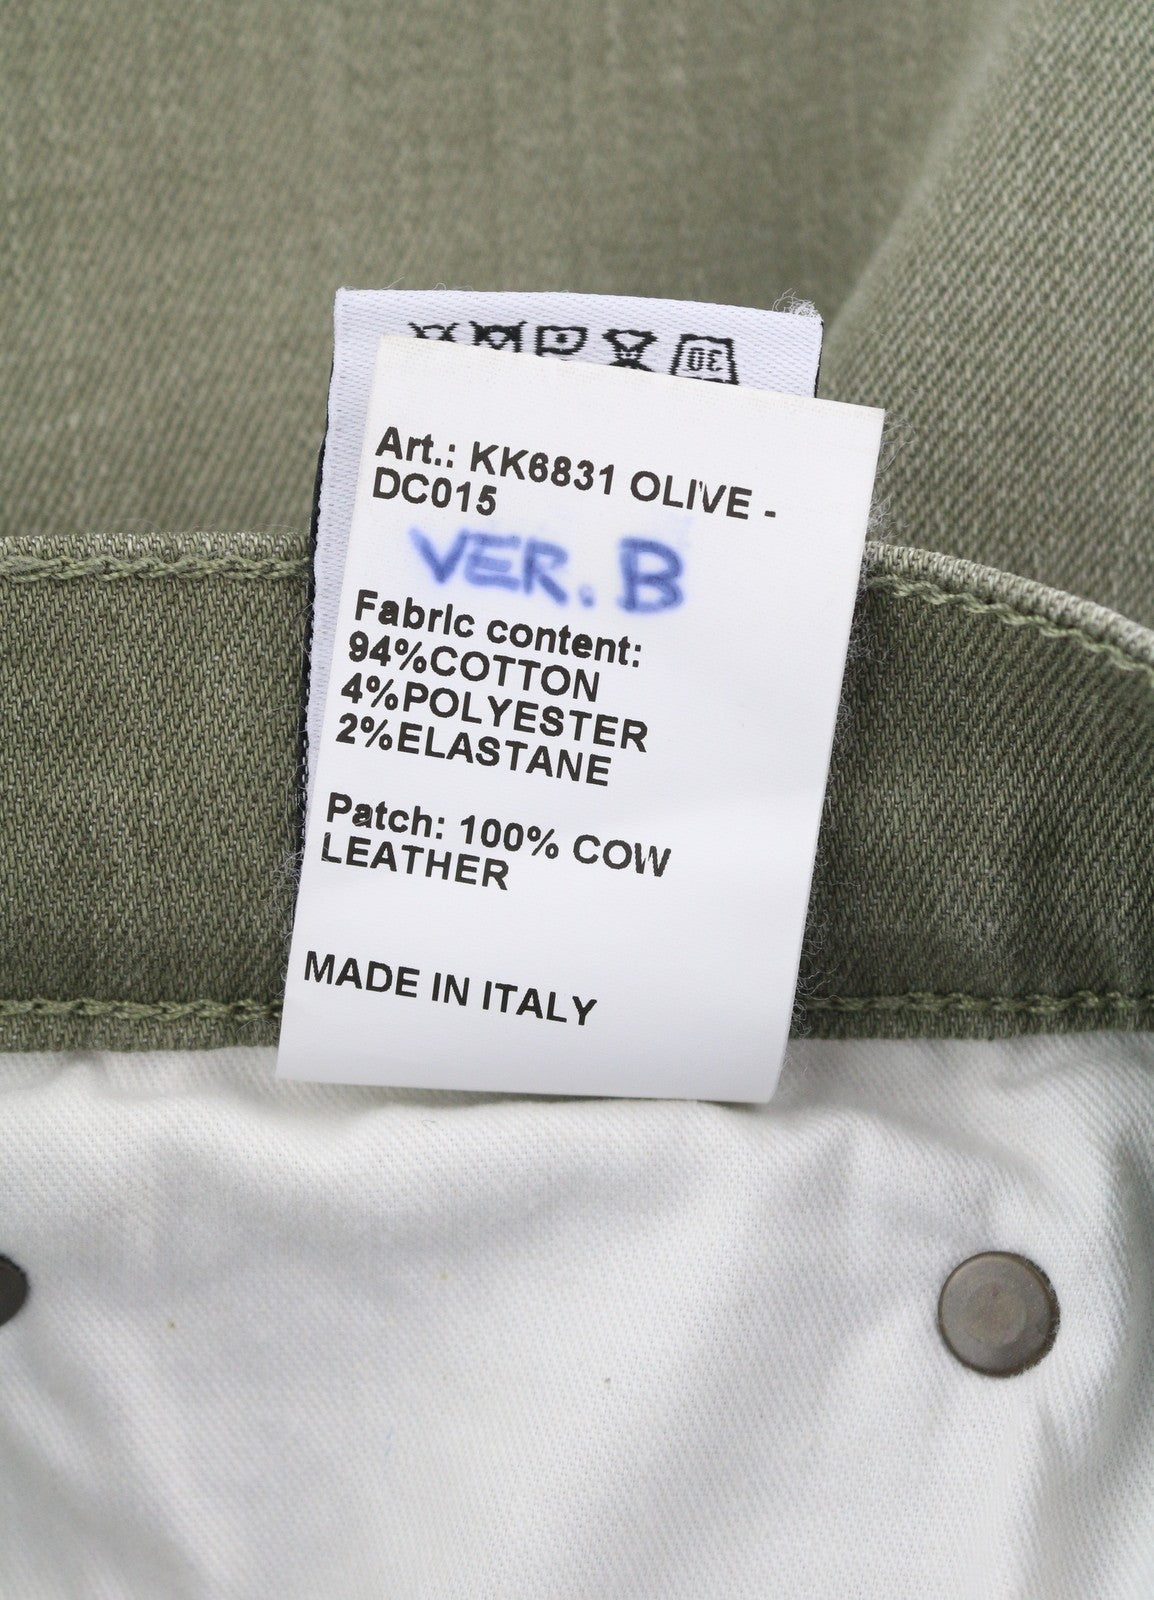 Art.: KK6831 OLIVE -
DC015
VER. B
Fabric content:
94%COTTON
4%POLYESTER
2%ELASTANE
Patch: 100% COW
LEATHER
MADE IN ITALY